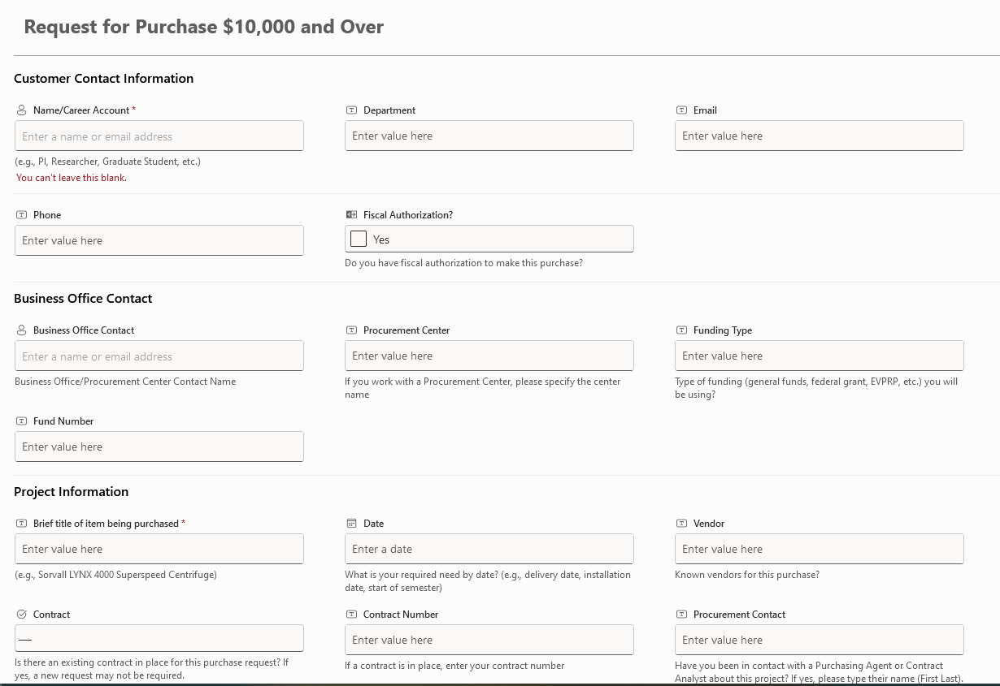 Request for Purchase $10,000 and Over
Customer Contact Information
Name/Career Account *
Department
Email
Enter a name or email address
Enter value here
Enter value here
(e.g., PI, Researcher, Graduate Student, etc.)
You can't leave this blank.
Phone
Fiscal Authorization?
Enter value here
Yes
Do you have fiscal authorization to make this purchase?
Business Office Contact
Business Office Contact
Procurement Center
Funding Type
Enter a name or email address
Enter value here
Enter value here
Business Office/Procurement Center Contact Name
If you work with a Procurement Center, please specify the center
name
Type of funding (general funds, federal grant, EVPRP, etc.) you will
be using?
Fund Number
Enter value here
Project Information
Brief title of item being purchased *
Date
Vendor
Enter value here
Enter a date
Enter value here
(e.g., Sorvall LYNX 4000 Superspeed Centrifuge)
What is your required need by date? (e.g., delivery date, installation
date, start of semester)
Known vendors for this purchase?
Contract
Contract Number
Procurement Contact
—
Enter value here
Enter value here
Is there an existing contract in place for this purchase request? If
yes, a new request may not be required.
If a contract is in place, enter your contract number
Have you been in contact with a Purchasing Agent or Contract
Analyst about this project? If yes, please type their name (First Last).